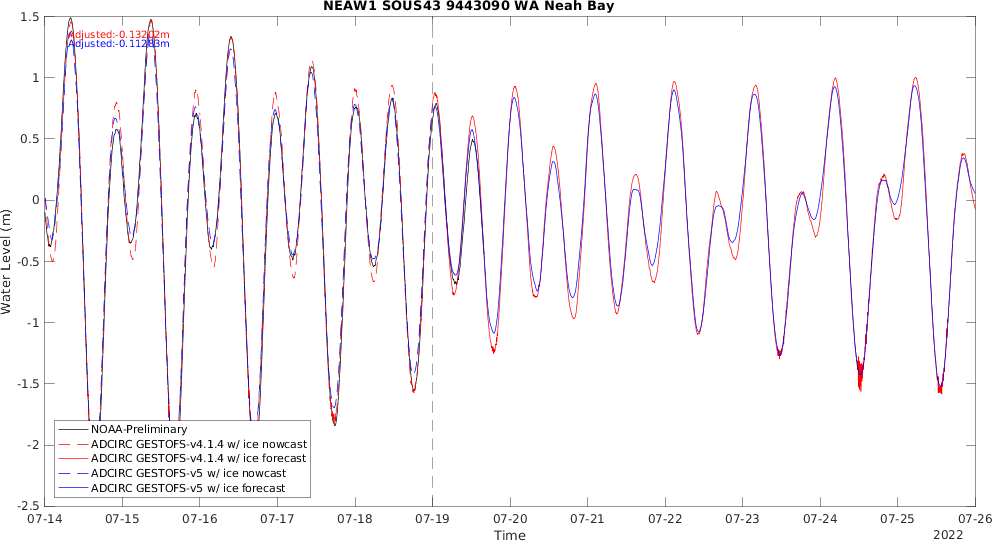 NEAW1 SOUS43 9443090 WA Neah Bay
Adjusted:-0.13202m
Adjusted:-0.11283m
1.5
1
0.5
0
-0.5
-1
-1.5
-2
-2.5
Water Level (m)
NOAA-Preliminary
ADCIRC GESTOFS-v4.1.4 w/ ice nowcast
ADCIRC GESTOFS-v4.1.4 w/ ice forecast
ADCIRC GESTOFS-v5 w/ ice nowcast
ADCIRC GESTOFS-v5 w/ ice forecast
07-14 07-15 07-16 07-17 07-18 07-19 07-20 07-21 07-22 07-23 07-24 07-25 07-26
Time
2022